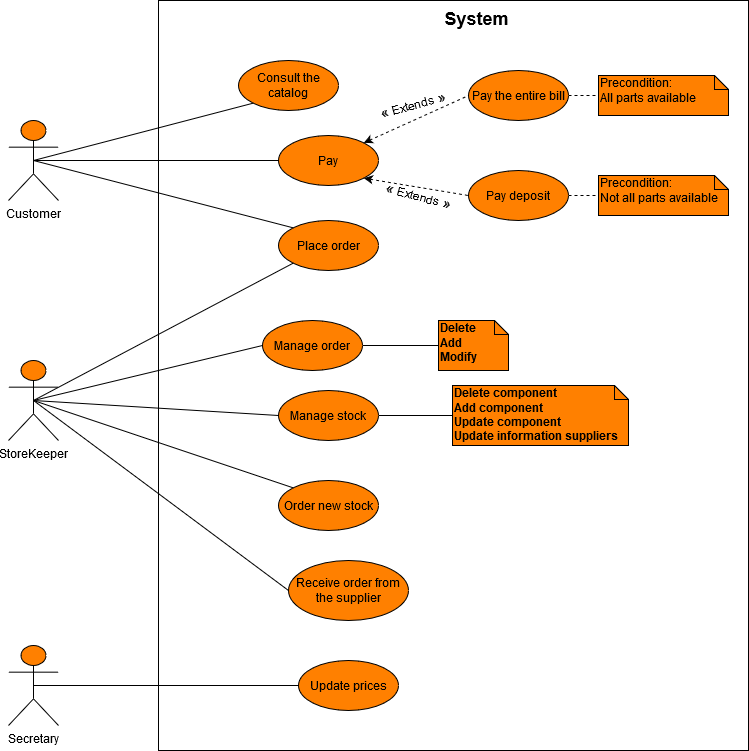 System
Consult the
catalog
« Extends »
Pay the entire bill
Precondition:
All parts available
Pay
« Extends »
Pay deposit
Precondition:
Not all parts available
Customer
Place order
Manage order
Delete
Add
Modify
Manage stock
Delete component
Add component
Update component
Update information suppliers
StoreKeeper
Order new stock
Receive order from
the supplier
Update prices
Secretary